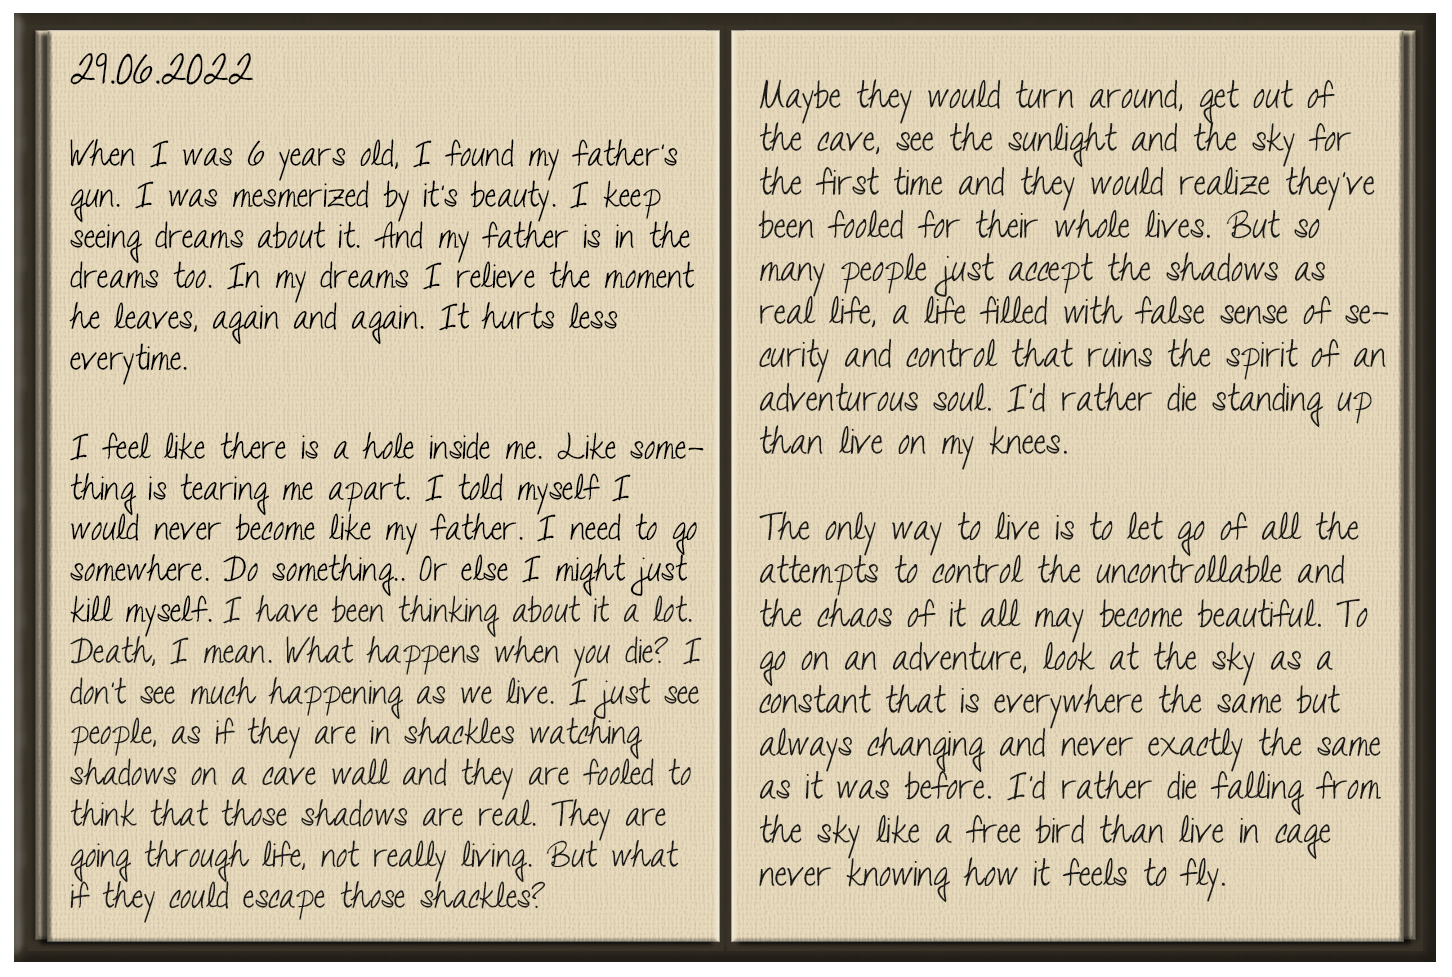 29.06.2022
When I was 6 years old, I found my father's
gun. I was mesmerized by it's beauty. I keep
seeing dreams about it. And my father is in the
dreams too. In my dreams I relieve the moment
he leaves, again and again. It hurts less
everytime.
I feel like there is a hole inside me. Like some-
thing is tearing me apart. I told myself I
would never become like my father. I need to go
somewhere. Do something.. Or else I might just
kill myself. I have been thinking about it a lot.
Death, I mean. What happens when you die? I
don't see much happening as we live. I just see
people, as if they are in shackles watching
shadows on a cave wall and they are fooled to
think that those shadows are real. They are
going through life, not really living. But what
if they could escape those shackles?
Maybe they would turn around, get out of
the cave, see the sunlight and the sky for
the first time and they would realize they've
been fooled for their whole lives. But so
many people just accept the shadows as
real life, a life filled with false sense of se-
curity and control that ruins the spirit of an
adventurous soul. I'd rather die standing up
than live on my knees.
The only way to live is to let go of all the
attempts to control the uncontrollable and
the chaos of it all may become beautiful. To
go on an adventure, look at the sky as a
constant that is everywhere the same but
always changing and never exactly the same
as it was before. I'd rather die falling from
the sky like a free bird than live in cage
never knowing how it feels to fly.